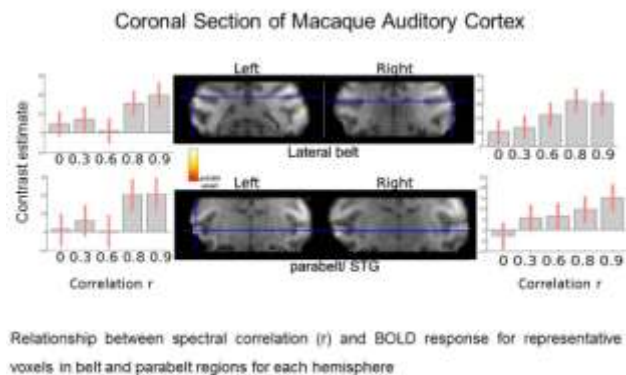 Coronal Section of Macaque Auditory Cortex
Left Right
Contrast estimate
0 0.3 0.6 0.8 0.9
Lateral belt
0 0.3 0.6 0.8 0.9
Left Right
0 0.3 0.6 0.8 0.9
Correlation r
parabelt/ STG
0 0.3 0.6 0.8 0.9
Correlation r
Relationship between spectral correlation (r) and BOLD response for representative
voxels in belt and parabelt regions for each hemisphere